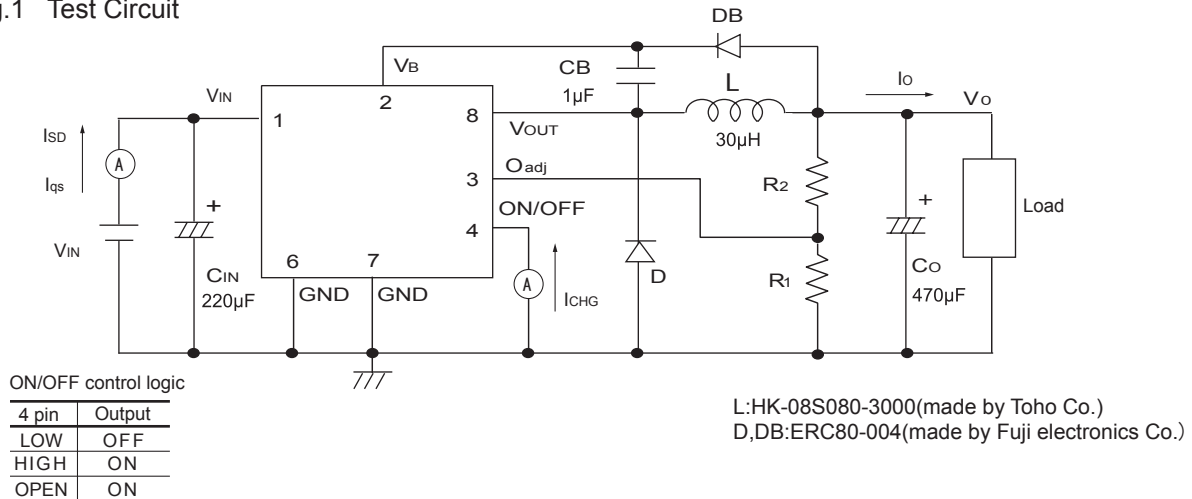 g.1 Test Circuit
DB
VB
CB
1µF
L
30µH
IO
VO
VIN
1
2
8
VOUT
3
Oadj
4
ON/OFF
6
7
GND
GND
ISD
A
Iqs
VIN
+
CIN
220µF
A
ICHG
D
R2
R1
+
CO
470µF
Load
ON/OFF control logic
4 pin Output
LOW OFF
HIGH ON
OPEN ON
L:HK-08S080-3000(made by Toho Co.)
D,DB:ERC80-004(made by Fuji electronics Co.)